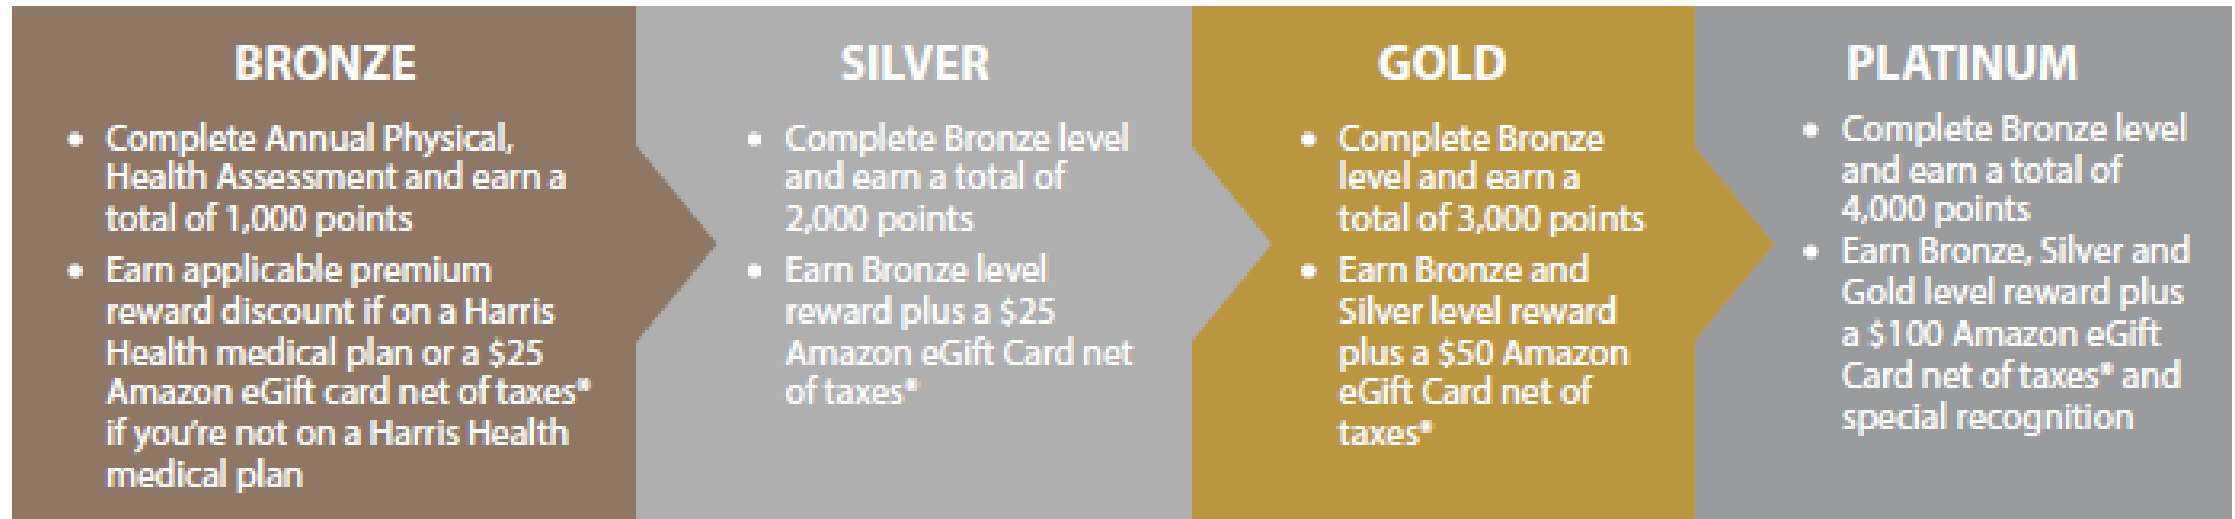 BRONZE
• Complete Annual Physical,
Health Assessment and earn a
total of 1,000 points
• Earn applicable premium
reward discount if on a Harris
Health medical plan or a $25
Amazon eGift card net of taxes*
if you're not on a Harris Health
medical plan
SILVER
• Complete Bronze level
and earn a total of
2,000 points
• Earn Bronze level
reward plus a $25
Amazon eGift Card net
of taxes*
GOLD
• Complete Bronze
level and earn a
total of 3,000 points
• Earn Bronze and
Silver level reward
plus a $50 Amazon
eGift Card net of
taxes*
PLATINUM
• Complete Bronze level
and earn a total of
4,000 points
• Earn Bronze, Silver and
Gold level reward plus
a $100 Amazon eGift
Card net of taxes* and
special recognition